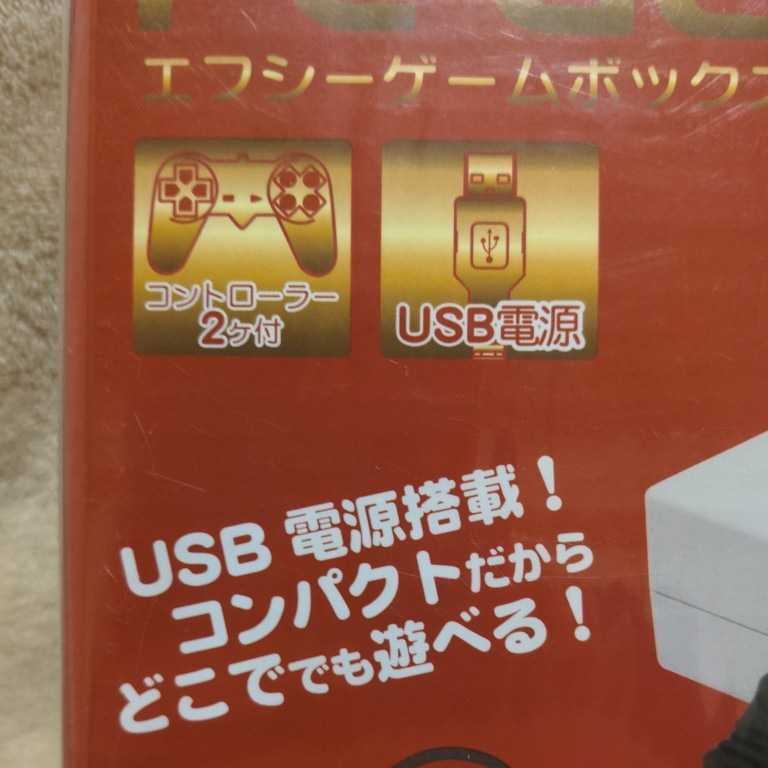 エフシーゲームボックス
コントローラー
2ヶ付
USB電源
USB 電源搭載!
コンパクトだから
どこででも遊べる!